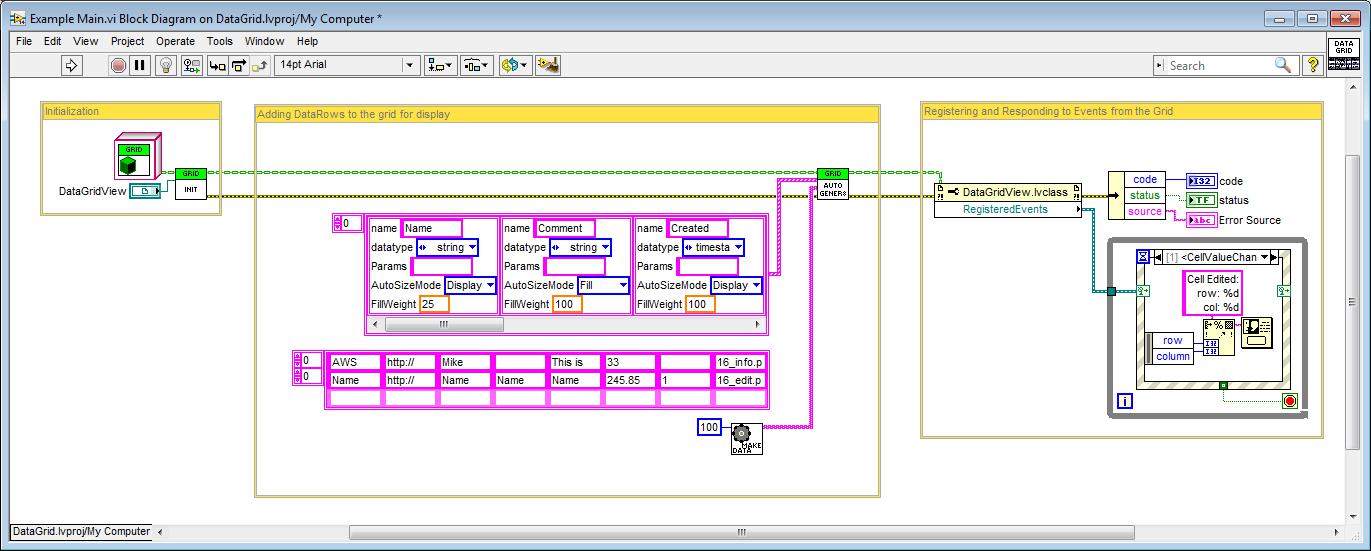 Example Main.vi Block Diagram on DataGrid.lvproj/My Computer *
File Edit View Project Operate Tools Window Help
14pt Arial
Search
?
DATA
GRID
Initialization
GRID
DataGridView
GRID
INIT
Adding DataRows to the grid for display
GRID
AUTO
GENERS
0
name Name
datatype string
Params
AutoSizeMode Display
FillWeight 25
name Comment
datatype string
Params
AutoSizeMode Fill
FillWeight 100
name Created
datatype timesta
Params
AutoSizeMode Display
FillWeight 100
0
0
AWS http:// Mike This is 33 16_info.p
Name http:// Name Name Name 245.85 1 16_edit.p
100
MAKE
DATA
Registering and Responding to Events from the Grid
DataGridView.lvclass
RegisteredEvents
code
status
source
I32 code
TF status
abc Error Source
[1] <CellValueChan
Cell Edited:
row: %d
col: %d
%
I32
I32
row
column
i
DataGrid.lvproj/My Computer